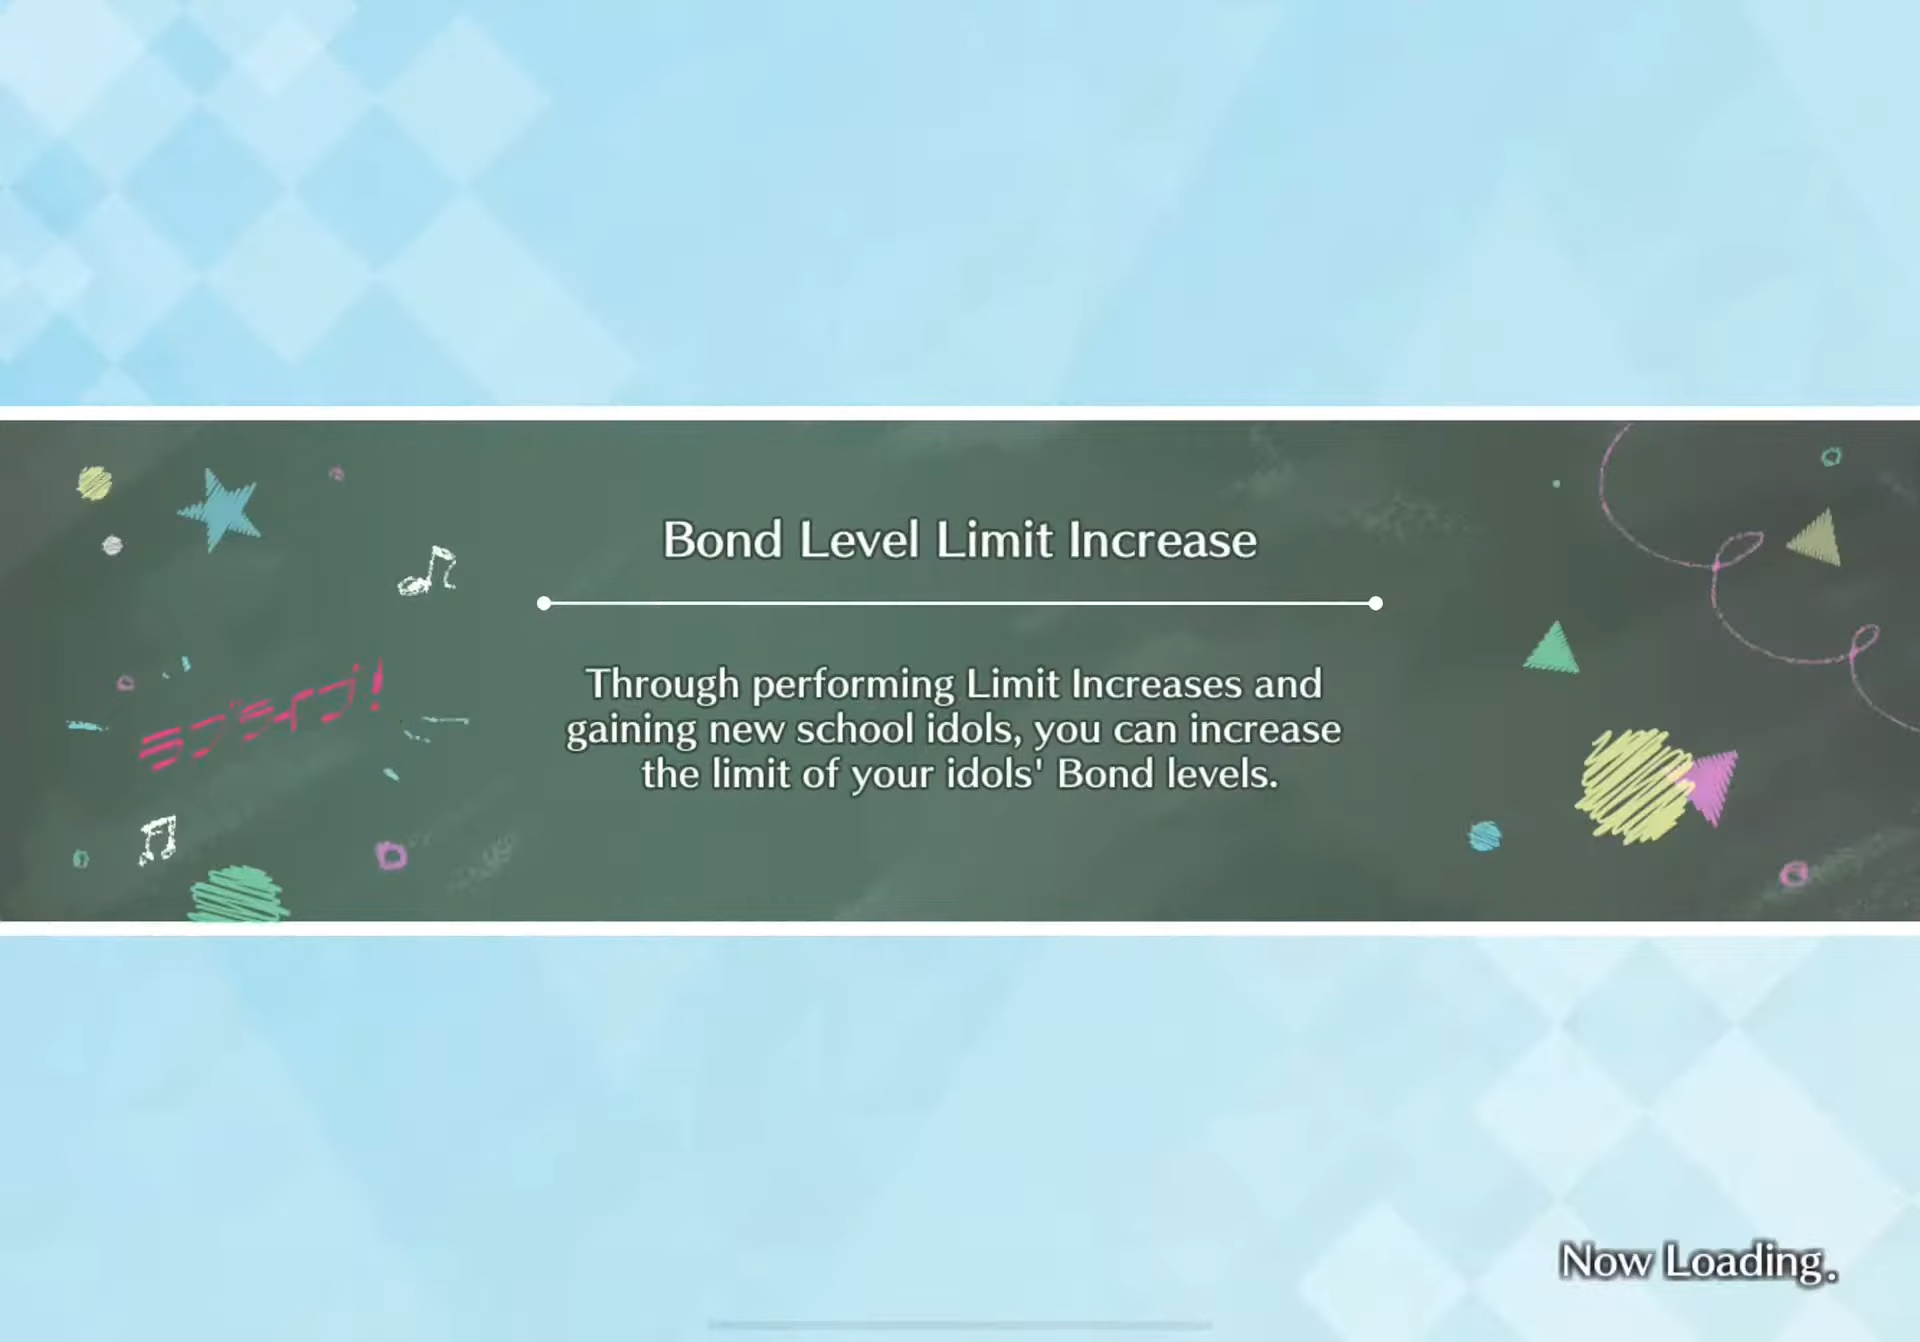 Bond Level Limit Increase
ラブライブ!
Through performing Limit Increases and
gaining new school idols, you can increase
the limit of your idols' Bond levels.
Now Loading.